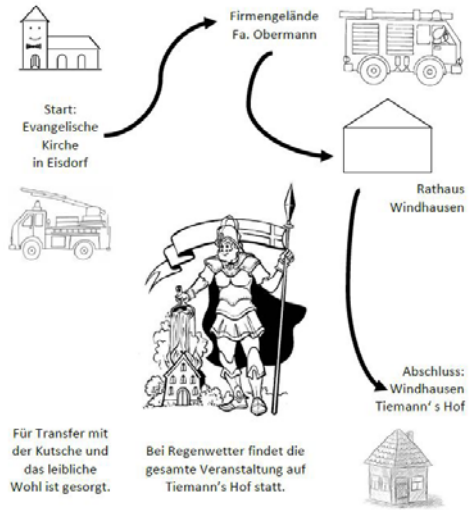 Firmengelände
Fa. Obermann
Start:
Evangelische
Kirche
in Eisdorf
Rathaus
Windhausen
Abschluss:
Windhausen
Tiemann‘ s Hof
Für Transfer mit
der Kutsche und
das leibliche
Wohl ist gesorgt.
Bei Regenwetter findet die
gesamte Veranstaltung auf
Tiemann’s Hof statt.